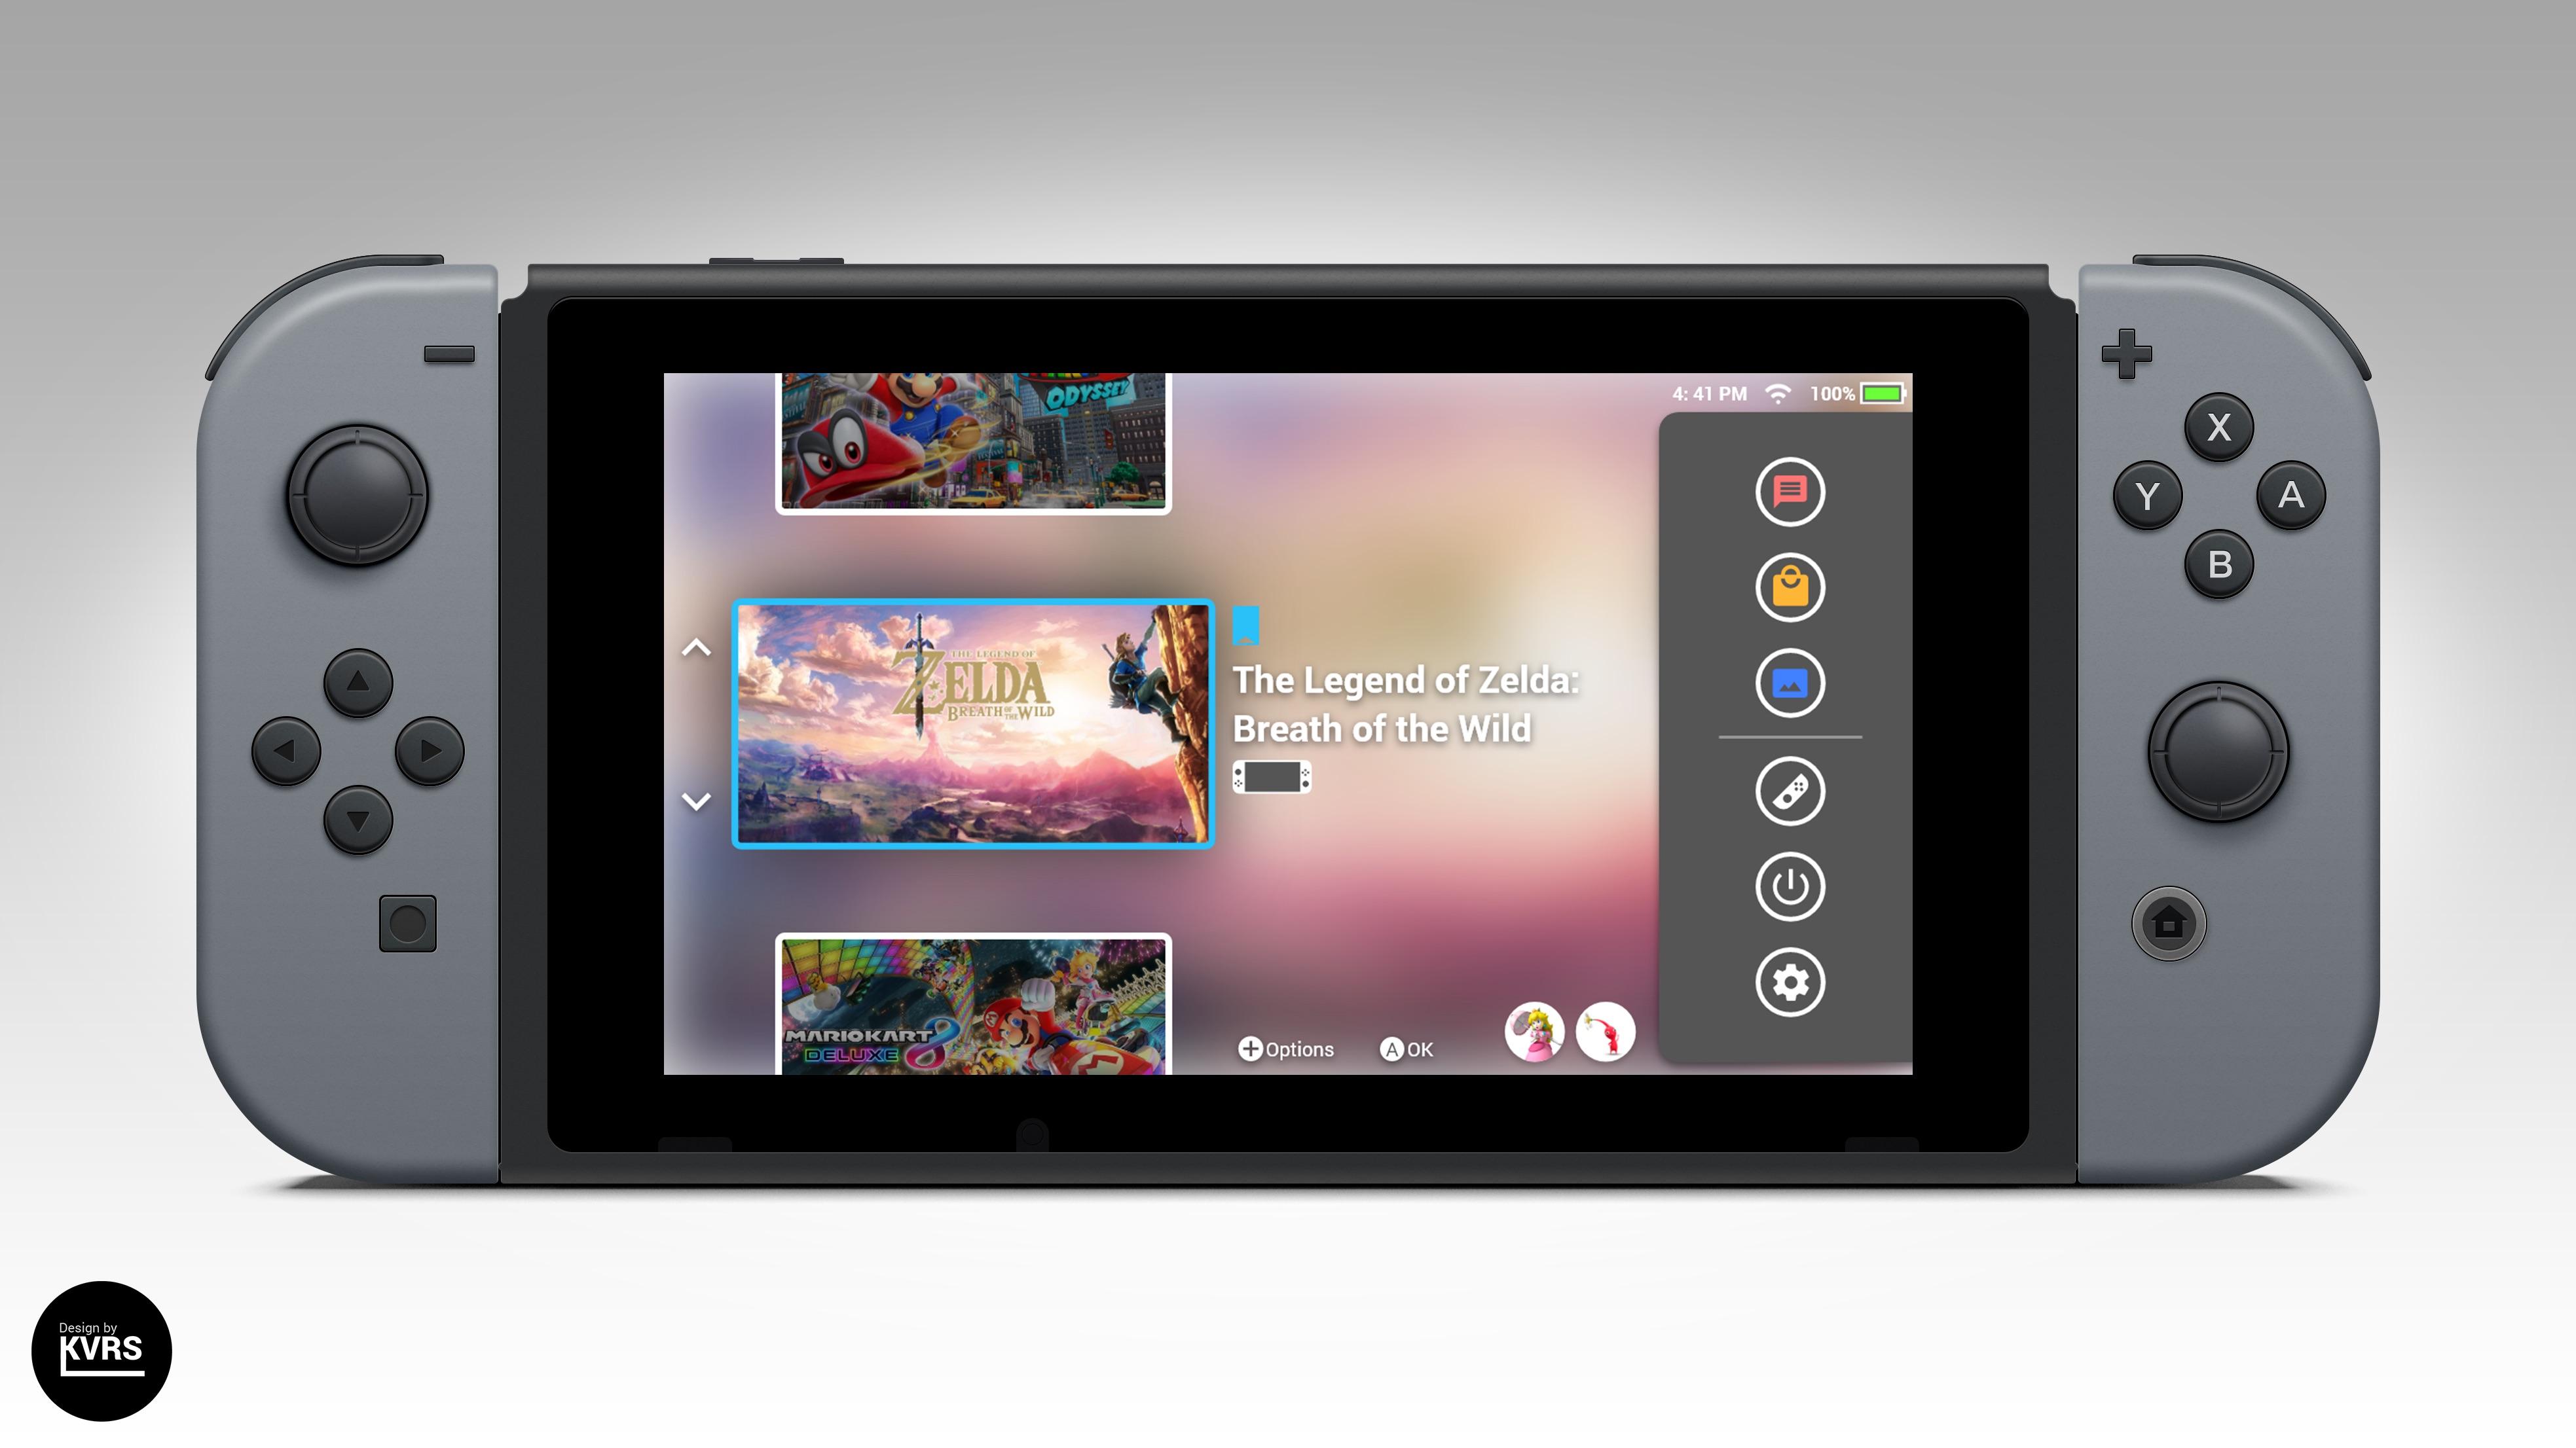 ODYSSEY
4:41 PM
100%
X
Y
A
B
THE LEGEND OF
ZELDA
BREATH OF THE WILD
The Legend of Zelda:
Breath of the Wild
MARIOKART 8
DELUXE
Options
A OK
Design by
KVRS